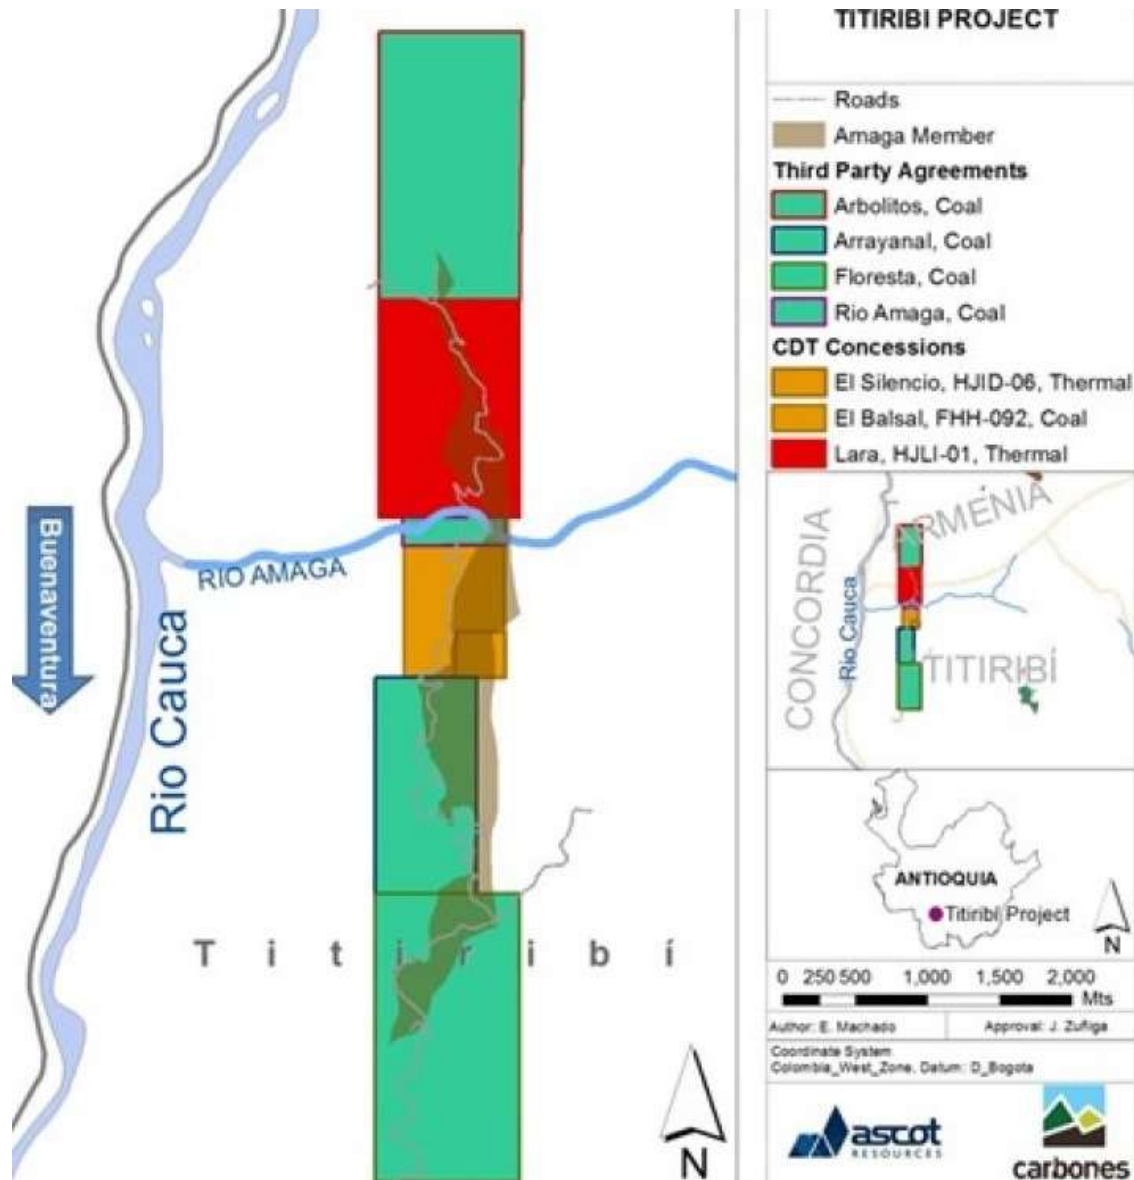 TITIRIBI PROJECT
Roads
Amaga Member
Third Party Agreements
Arbolitos, Coal
Arrayanal, Coal
Floresta, Coal
Rio Amaga, Coal
CDT Concessions
El Silencio, HJID-06, Thermal
El Balsal, FHH-092, Coal
Lara, HJLI-01, Thermal
Buenaventura
RIO AMAGA
Rio Cauca
Titiribí
N
CONCORDIA
ARMÉNIA
Rio Cauca
TITIRIBÍ
ANTIOQUIA
Titiribí Project
N
0 250 500 1,000 1,500 2,000
Mts
Author: E. Machado Approval: J. Zuñiga
Coordinate System
Colombia_West_Zone. Datum: D_Bogota
ascot
RESOURCES
carbones